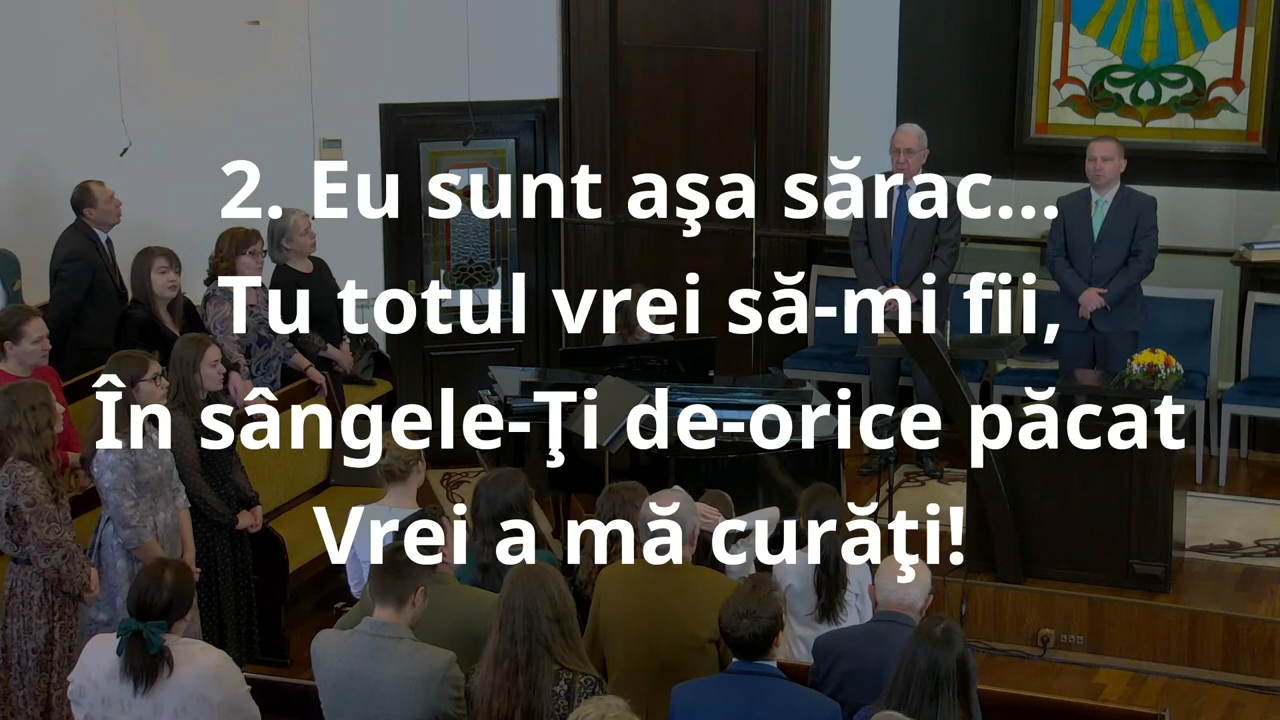 2. Eu sunt aşa sărac...
Tu totul vrei să-mi fii,
În sângele-Ţi de-orice păcat
Vrei a mă curăţi!